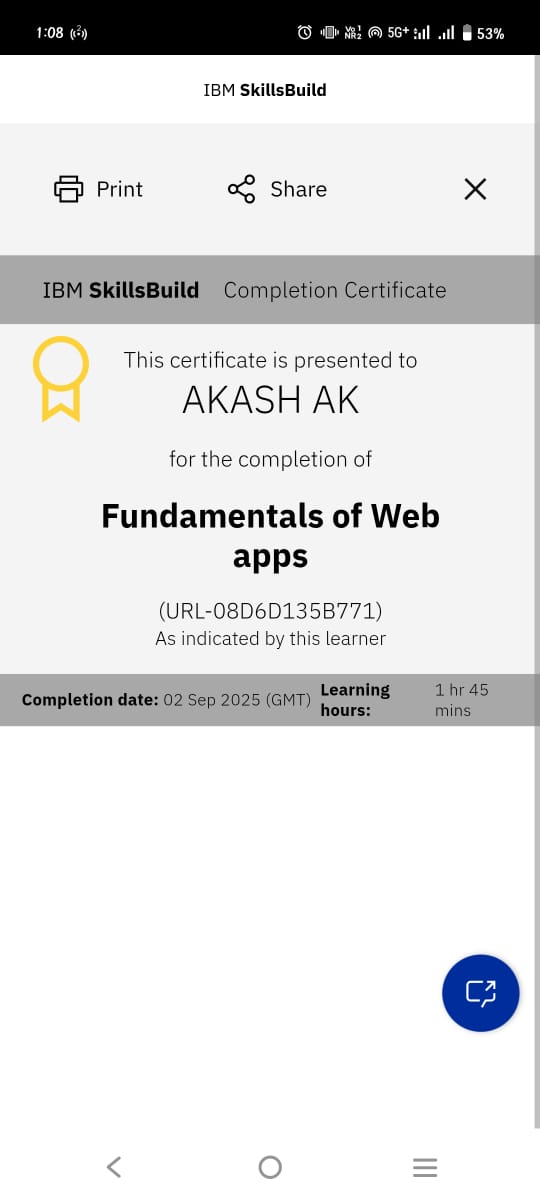 1:08
5G+ 53%
IBM SkillsBuild
Print Share
IBM SkillsBuild Completion Certificate
This certificate is presented to
AKASH AK
for the completion of
Fundamentals of Web
apps
(URL-08D6D135B771)
As indicated by this learner
Completion date: 02 Sep 2025 (GMT)
Learning
hours:
1 hr 45
mins